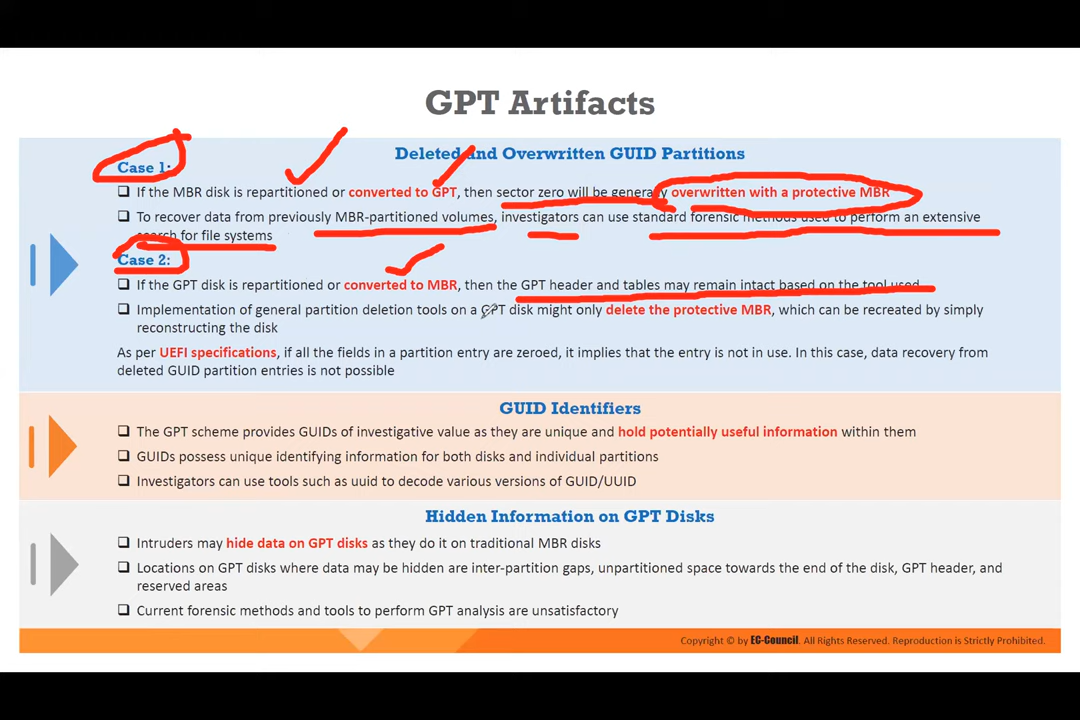 GPT Artifacts
Deleted and Overwritten GUID Partitions
Case 1:
If the MBR disk is repartitioned or converted to GPT, then sector zero will be generally overwritten with a protective MBR
To recover data from previously MBR-partitioned volumes, investigators can use standard forensic methods used to perform an extensive
search for file systems
Case 2:
If the GPT disk is repartitioned or converted to MBR, then the GPT header and tables may remain intact based on the tool used
Implementation of general partition deletion tools on a GPT disk might only delete the protective MBR, which can be recreated by simply
reconstructing the disk
As per UEFI specifications, if all the fields in a partition entry are zeroed, it implies that the entry is not in use. In this case, data recovery from
deleted GUID partition entries is not possible
GUID Identifiers
The GPT scheme provides GUIDs of investigative value as they are unique and hold potentially useful information within them
GUIDs possess unique identifying information for both disks and individual partitions
Investigators can use tools such as uuid to decode various versions of GUID/UUID
Hidden Information on GPT Disks
Intruders may hide data on GPT disks as they do it on traditional MBR disks
Locations on GPT disks where data may be hidden are inter-partition gaps, unpartitioned space towards the end of the disk, GPT header, and
reserved areas
Current forensic methods and tools to perform GPT analysis are unsatisfactory
Copyright © by EC-Council. All Rights Reserved. Reproduction is Strictly Prohibited.